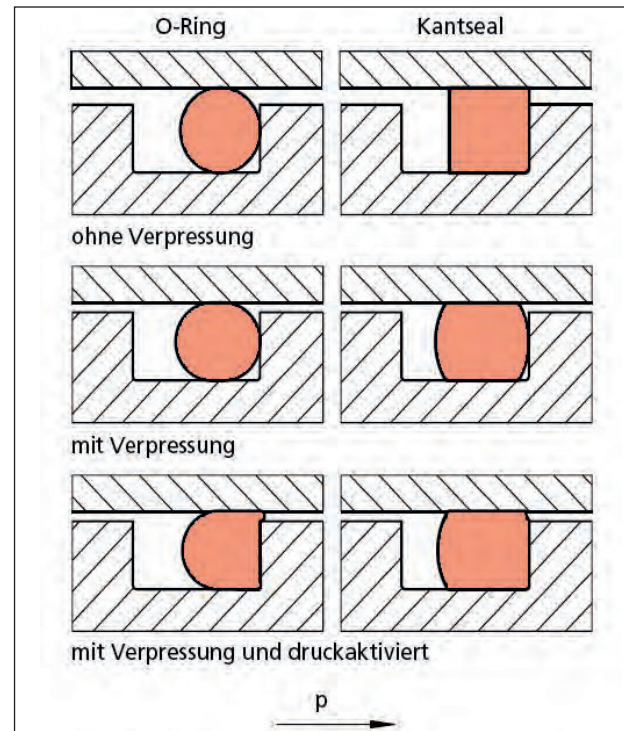 O-Ring Kantseal
ohne Verpressung
mit Verpressung
mit Verpressung und druckaktiviert
p